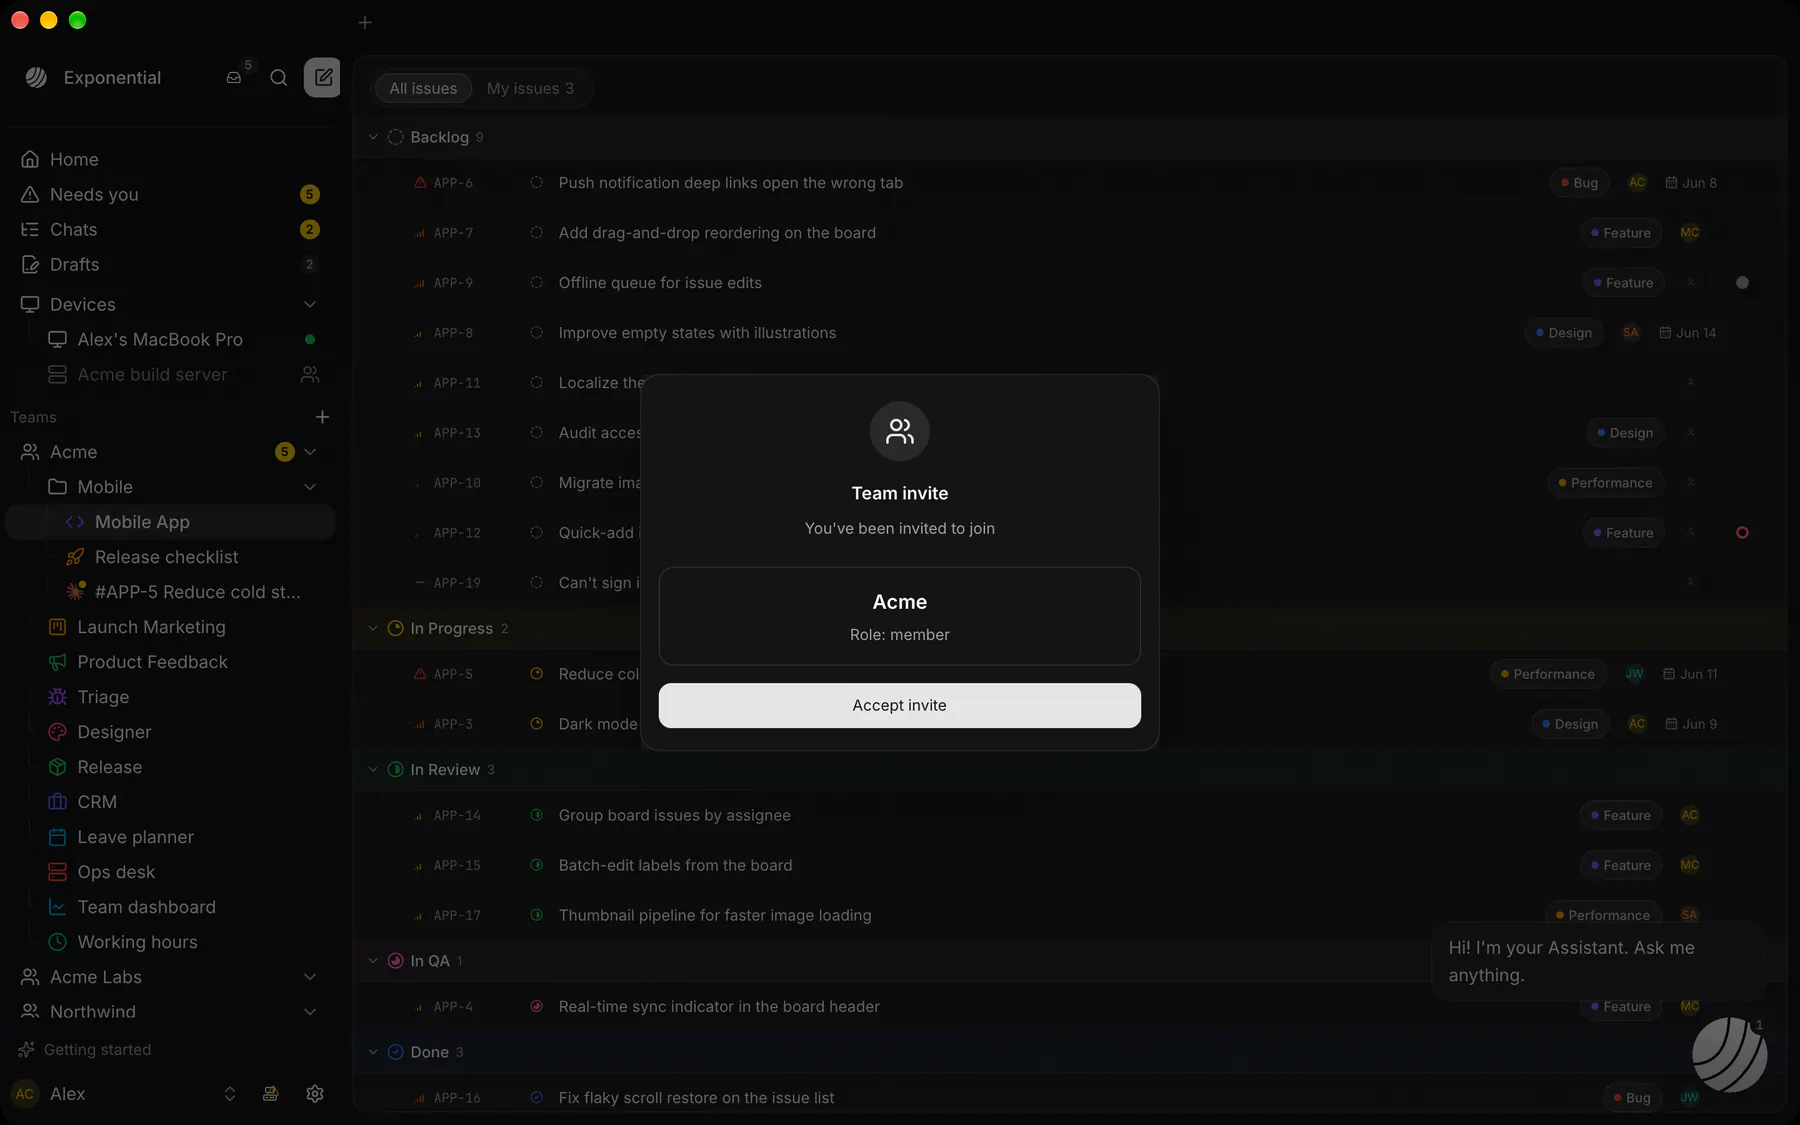 Exponential
5
Home
Needs you 5
Chats 2
Drafts 2
Devices
Alex's MacBook Pro
Acme build server
Teams
Acme 5
Mobile
Mobile App
Release checklist
#APP-5 Reduce cold st...
Launch Marketing
Product Feedback
Triage
Designer
Release
CRM
Leave planner
Ops desk
Team dashboard
Working hours
Acme Labs
Northwind
Getting started
AC Alex
All issues My issues 3
Backlog 9
APP-6 Push notification deep links open the wrong tab Bug AC Jun 8
APP-7 Add drag-and-drop reordering on the board Feature MC
APP-9 Offline queue for issue edits Feature
APP-8 Improve empty states with illustrations Design SA Jun 14
APP-11 Localize the
APP-13 Audit acces Design
APP-10 Migrate ima Performance
APP-12 Quick-add Feature
APP-19 Can't sign i
In Progress 2
APP-5 Reduce col Performance JW Jun 11
APP-3 Dark mode Design AC Jun 9
In Review 3
APP-14 Group board issues by assignee Feature AC
APP-15 Batch-edit labels from the board Feature MC
APP-17 Thumbnail pipeline for faster image loading Performance SA
In QA 1
APP-4 Real-time sync indicator in the board header Feature MC
Done 3
APP-16 Fix flaky scroll restore on the issue list Bug JW
Team invite
You've been invited to join
Acme
Role: member
Accept invite
Hi! I'm your Assistant. Ask me
anything.
1